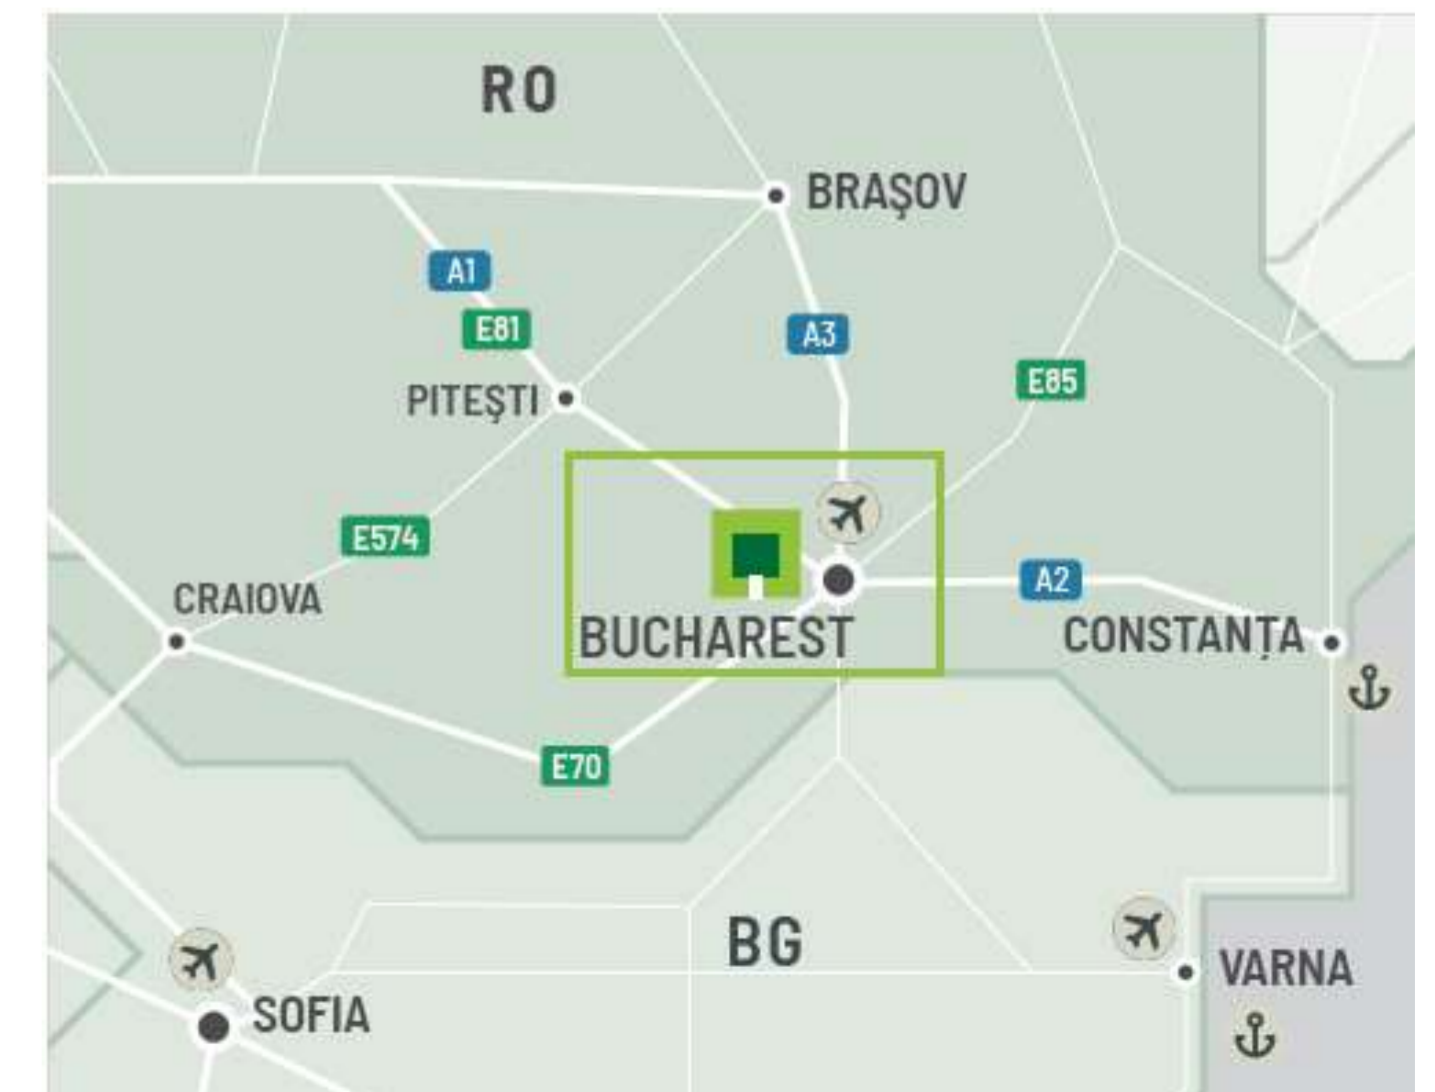 RO
BRAŞOV
A1
E81
A3
E85
PITEŞTI
E574
A2
CRAIOVA
BUCHAREST
CONSTANȚA
E70
BG
VARNA
SOFIA